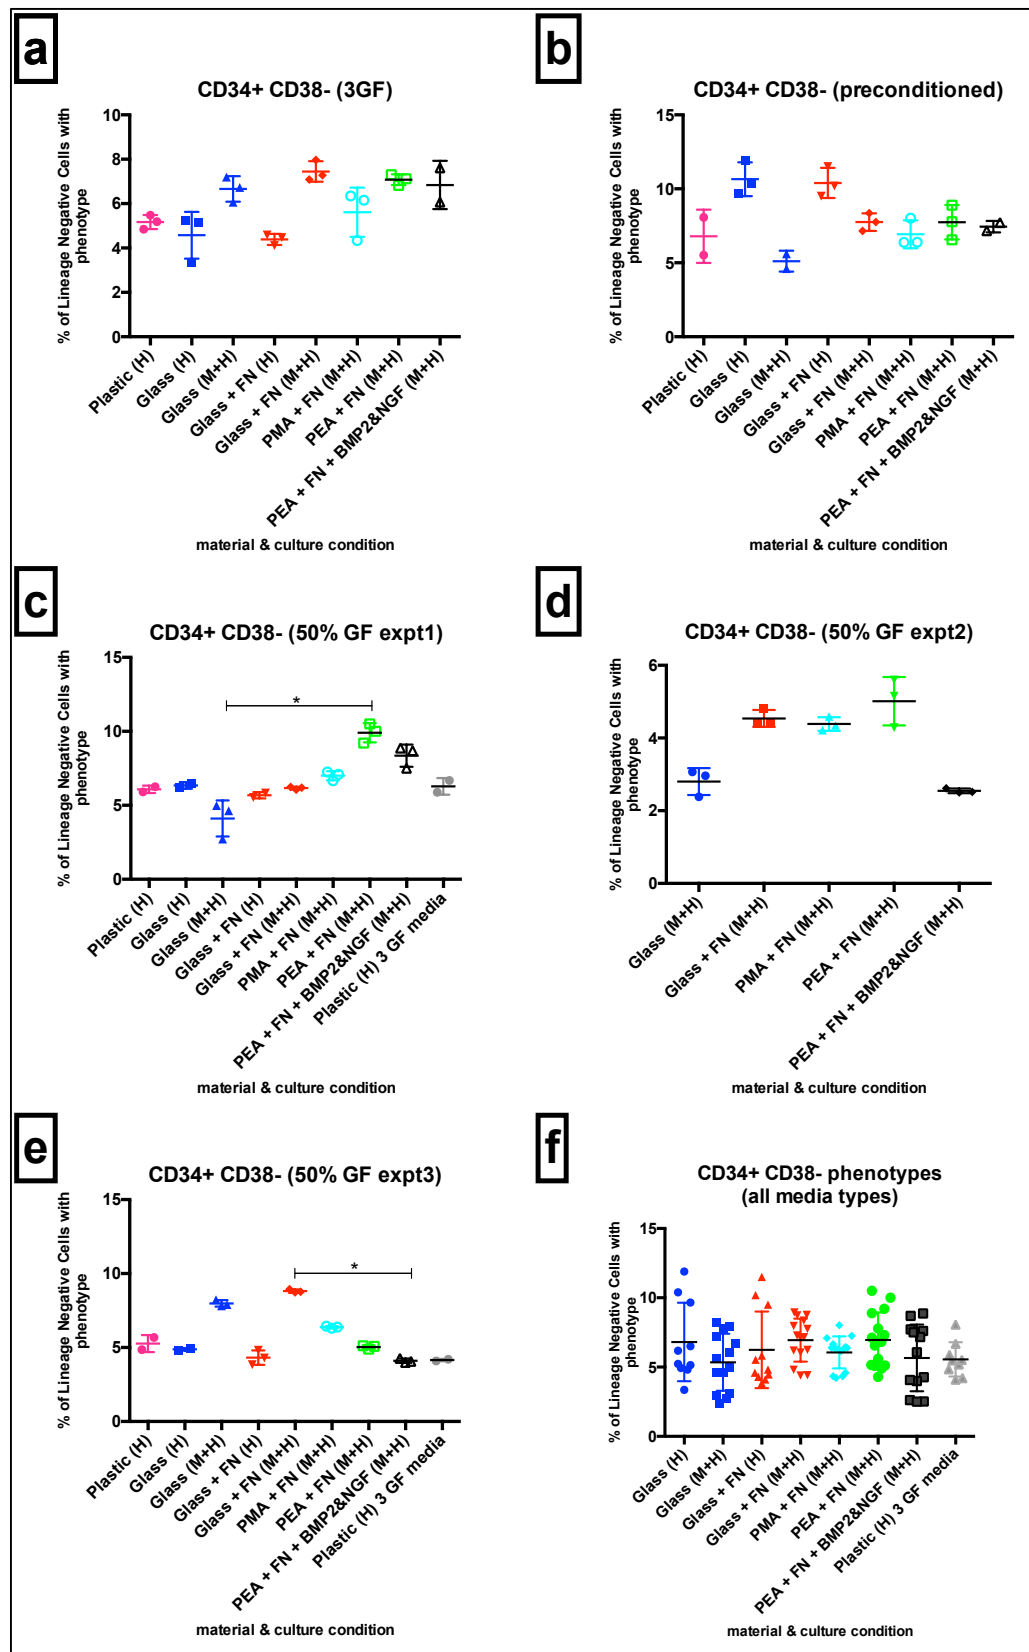 a
CD34+ CD38- (3GF)
% of Lineage Negative Cells with
phenotype
10
8
6
4
2
0
Plastic (H)
Glass (H)
Glass (M+H)
Glass + FN (H)
Glass + FN (M+H)
PMA + FN (M+H)
PEA + FN (M+H)
PEA + FN + BMP2&NGF (M+H)
material & culture condition
b
CD34+ CD38- (preconditioned)
% of Lineage Negative Cells with
phenotype
15
10
5
0
Plastic (H)
Glass (H)
Glass (M+H)
Glass + FN (H)
Glass + FN (M+H)
PMA + FN (M+H)
PEA + FN (M+H)
PEA + FN + BMP2&NGF (M+H)
material & culture condition
c
CD34+ CD38- (50% GF expt1)
% of Lineage Negative Cells with
phenotype
15
10
5
0
*
Plastic (H)
Glass (H)
Glass (M+H)
Glass + FN (H)
Glass + FN (M+H)
PMA + FN (M+H)
PEA + FN (M+H)
PEA + FN + BMP2&NGF (M+H)
Plastic (H) 3 GF media
material & culture condition
d
CD34+ CD38- (50% GF expt2)
% of Lineage Negative Cells with
phenotype
6
4
2
0
Glass (M+H)
Glass + FN (M+H)
PMA + FN (M+H)
PEA + FN (M+H)
PEA + FN + BMP2&NGF (M+H)
material & culture condition
e
CD34+ CD38- (50% GF expt3)
% of Lineage Negative Cells with
phenotype
15
10
5
0
*
Plastic (H)
Glass (H)
Glass (M+H)
Glass + FN (H)
Glass + FN (M+H)
PMA + FN (M+H)
PEA + FN (M+H)
PEA + FN + BMP2&NGF (M+H)
Plastic (H) 3 GF media
material & culture condition
f
CD34+ CD38- phenotypes
(all media types)
% of Lineage Negative Cells with
phenotype
15
10
5
0
Glass (H)
Glass (M+H)
Glass + FN (H)
Glass + FN (M+H)
PMA + FN (M+H)
PEA + FN (M+H)
PEA + FN + BMP2&NGF (M+H)
Plastic (H) 3 GF media
material & culture condition